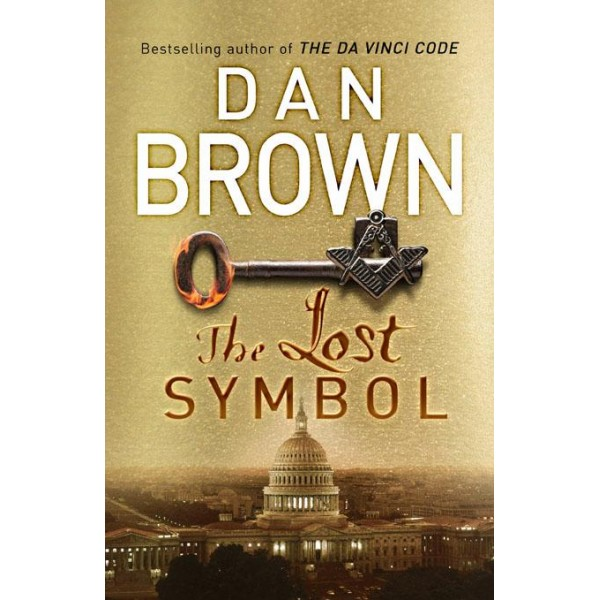 Bestselling author of THE DA VINCI CODE
DAN
BROWN
The Lost
SYMBOL